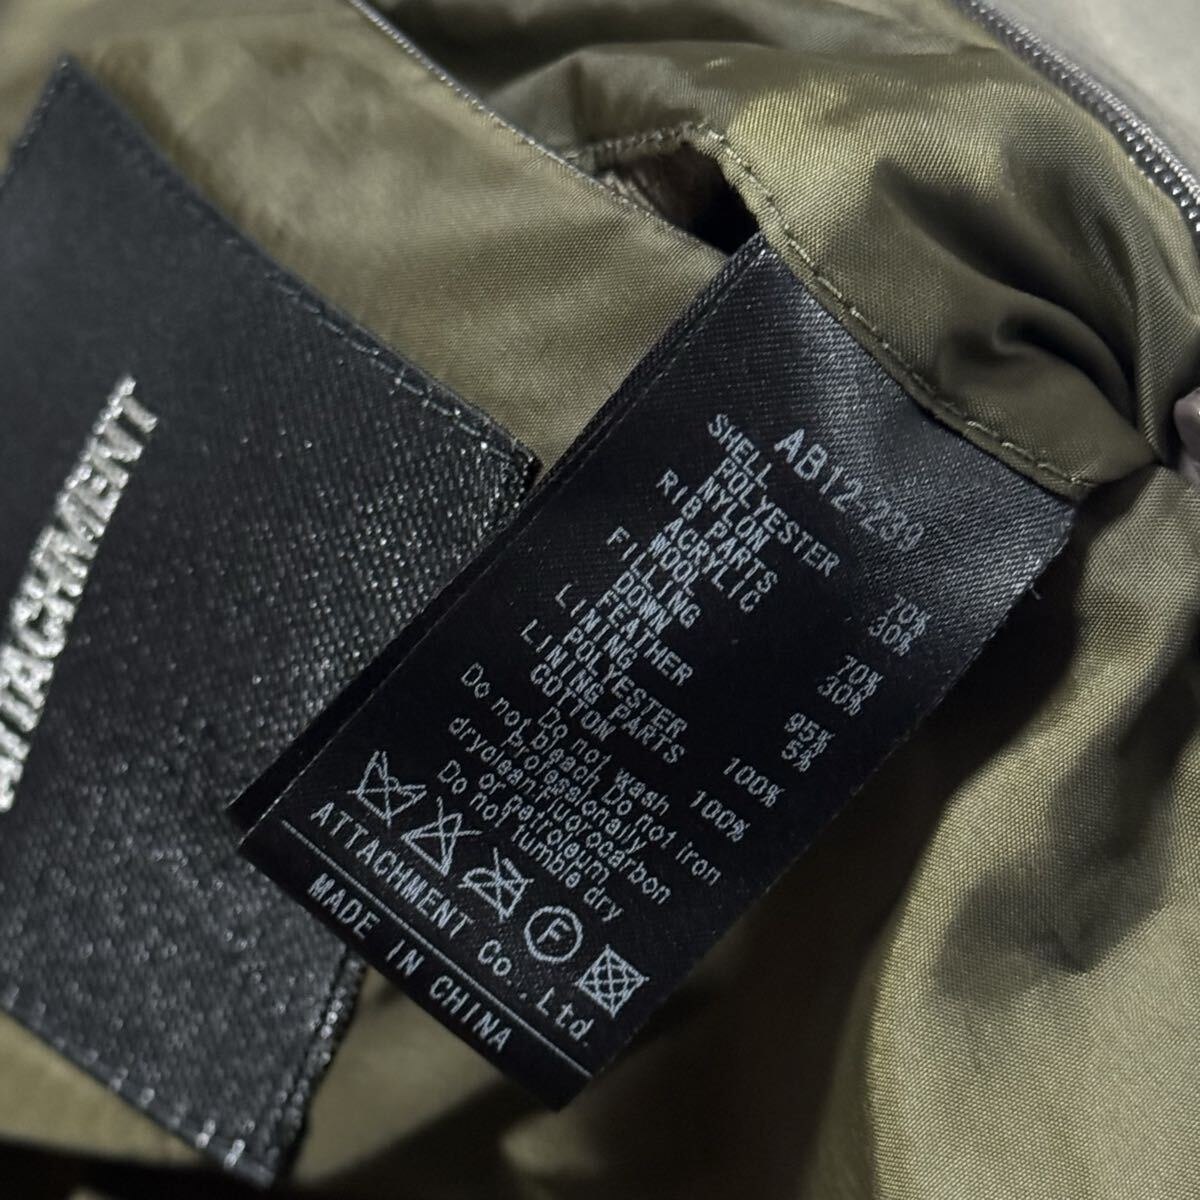 ATTACHMENT
AB12-239
SHELL
POLYESTER 70%
NYLON 30%
RIB PARTS
ACRYLIC 70%
WOOL 30%
FILLING
DOWN 95%
FEATHER 5%
LINING
POLYESTER 100%
LINING PARTS
COTTON 100%
Do not wash
Do not bleach, Do not iron
Professionally
dryclean:Fluorocarbon
or petroleum,
Do not tumble dry
F
ATTACHMENT Co., Ltd.
MADE IN CHINA